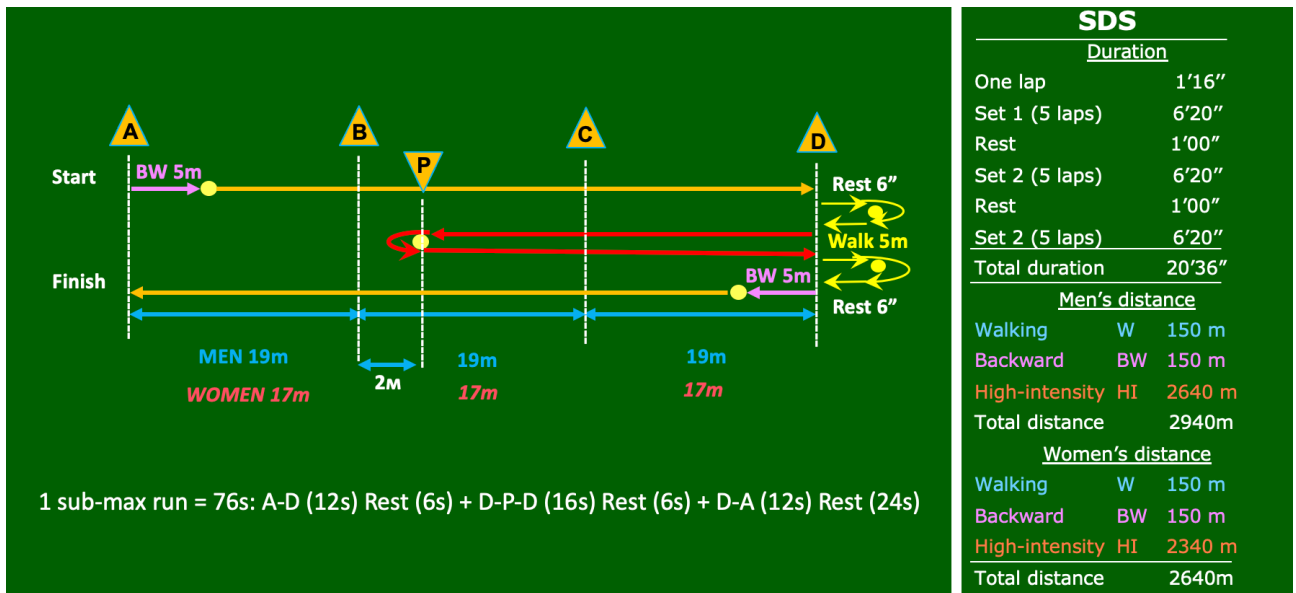 A
B
C
D
P
BW 5m
Start
Rest 6”
Walk 5m
BW 5m
Finish
Rest 6”
MEN 19m
19m
19m
2M
WOMEN 17m
17m
17m
1 sub-max run = 76s: A-D (12s) Rest (6s) + D-P-D (16s) Rest (6s) + D-A (12s) Rest (24s)
SDS
Duration
One lap 1’16’’
Set 1 (5 laps) 6’20’’
Rest 1’00”
Set 2 (5 laps) 6’20’’
Rest 1’00”
Set 2 (5 laps) 6’20”
Total duration 20’36”
Men’s distance
Walking W 150 m
Backward BW 150 m
High-intensity HI 2640 m
Total distance 2940m
Women’s distance
Walking W 150 m
Backward BW 150 m
High-intensity HI 2340 m
Total distance 2640m